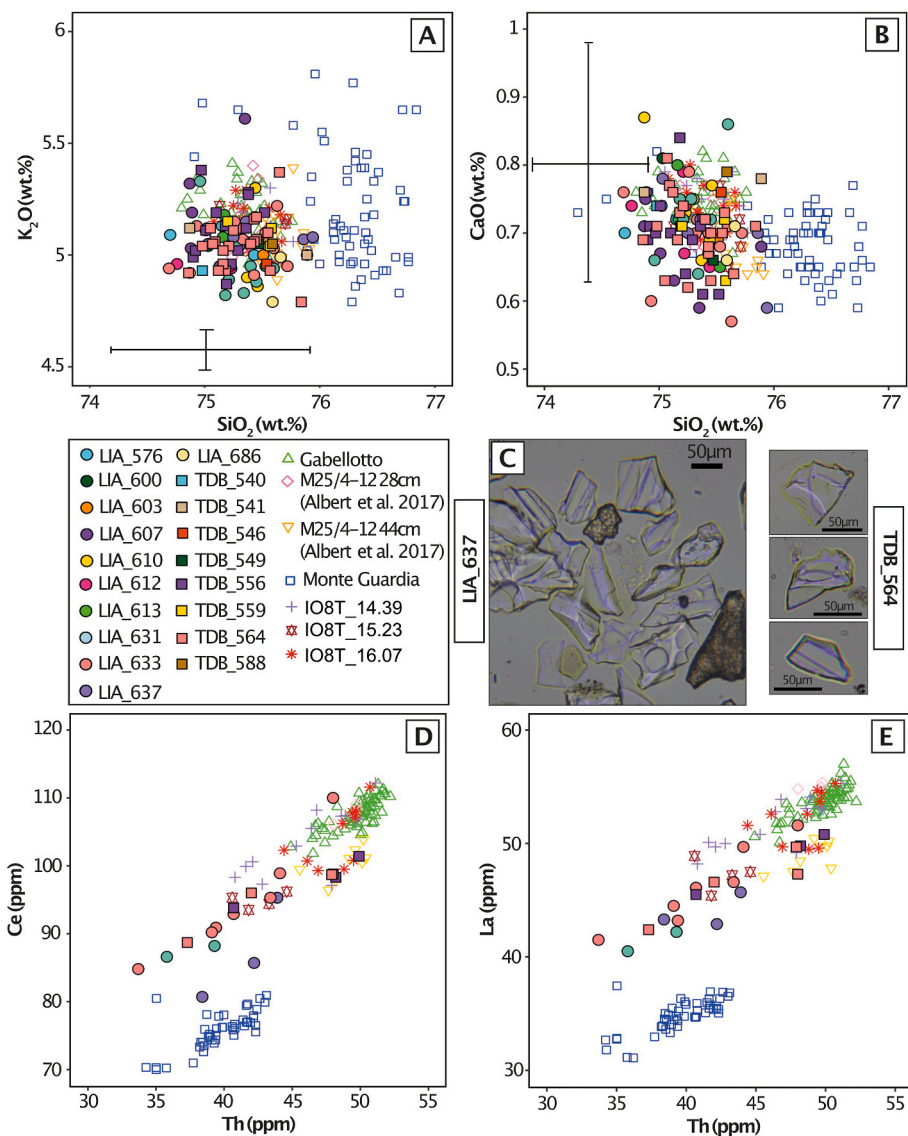 A
6
5.5
5.0
4.5
K2O(wt.%)
74
75
76
77
SiO2(wt.%)
B
1
0.9
0.8
0.7
0.6
0.5
CaO(wt.%)
74
75
76
77
SiO2(wt.%)
LIA_576
LIA_600
LIA_603
LIA_607
LIA_610
LIA_612
LIA_613
LIA_631
LIA_633
LIA_637
LIA_686
TDB_540
TDB_541
TDB_546
TDB_549
TDB_556
TDB_559
TDB_564
TDB_588
Gabellotto
M25/4-1228cm
(Albert et al. 2017)
M25/4-1244cm
(Albert et al. 2017)
Monte Guardia
IO8T_14.39
IO8T_15.23
IO8T_16.07
LIA_637
C
50μm
50μm
50μm
50μm
TDB_564
D
120
110
100
90
80
70
Ce (ppm)
30
35
40
45
50
55
Th (ppm)
E
60
50
40
30
La (ppm)
30
35
40
45
50
55
Th (ppm)